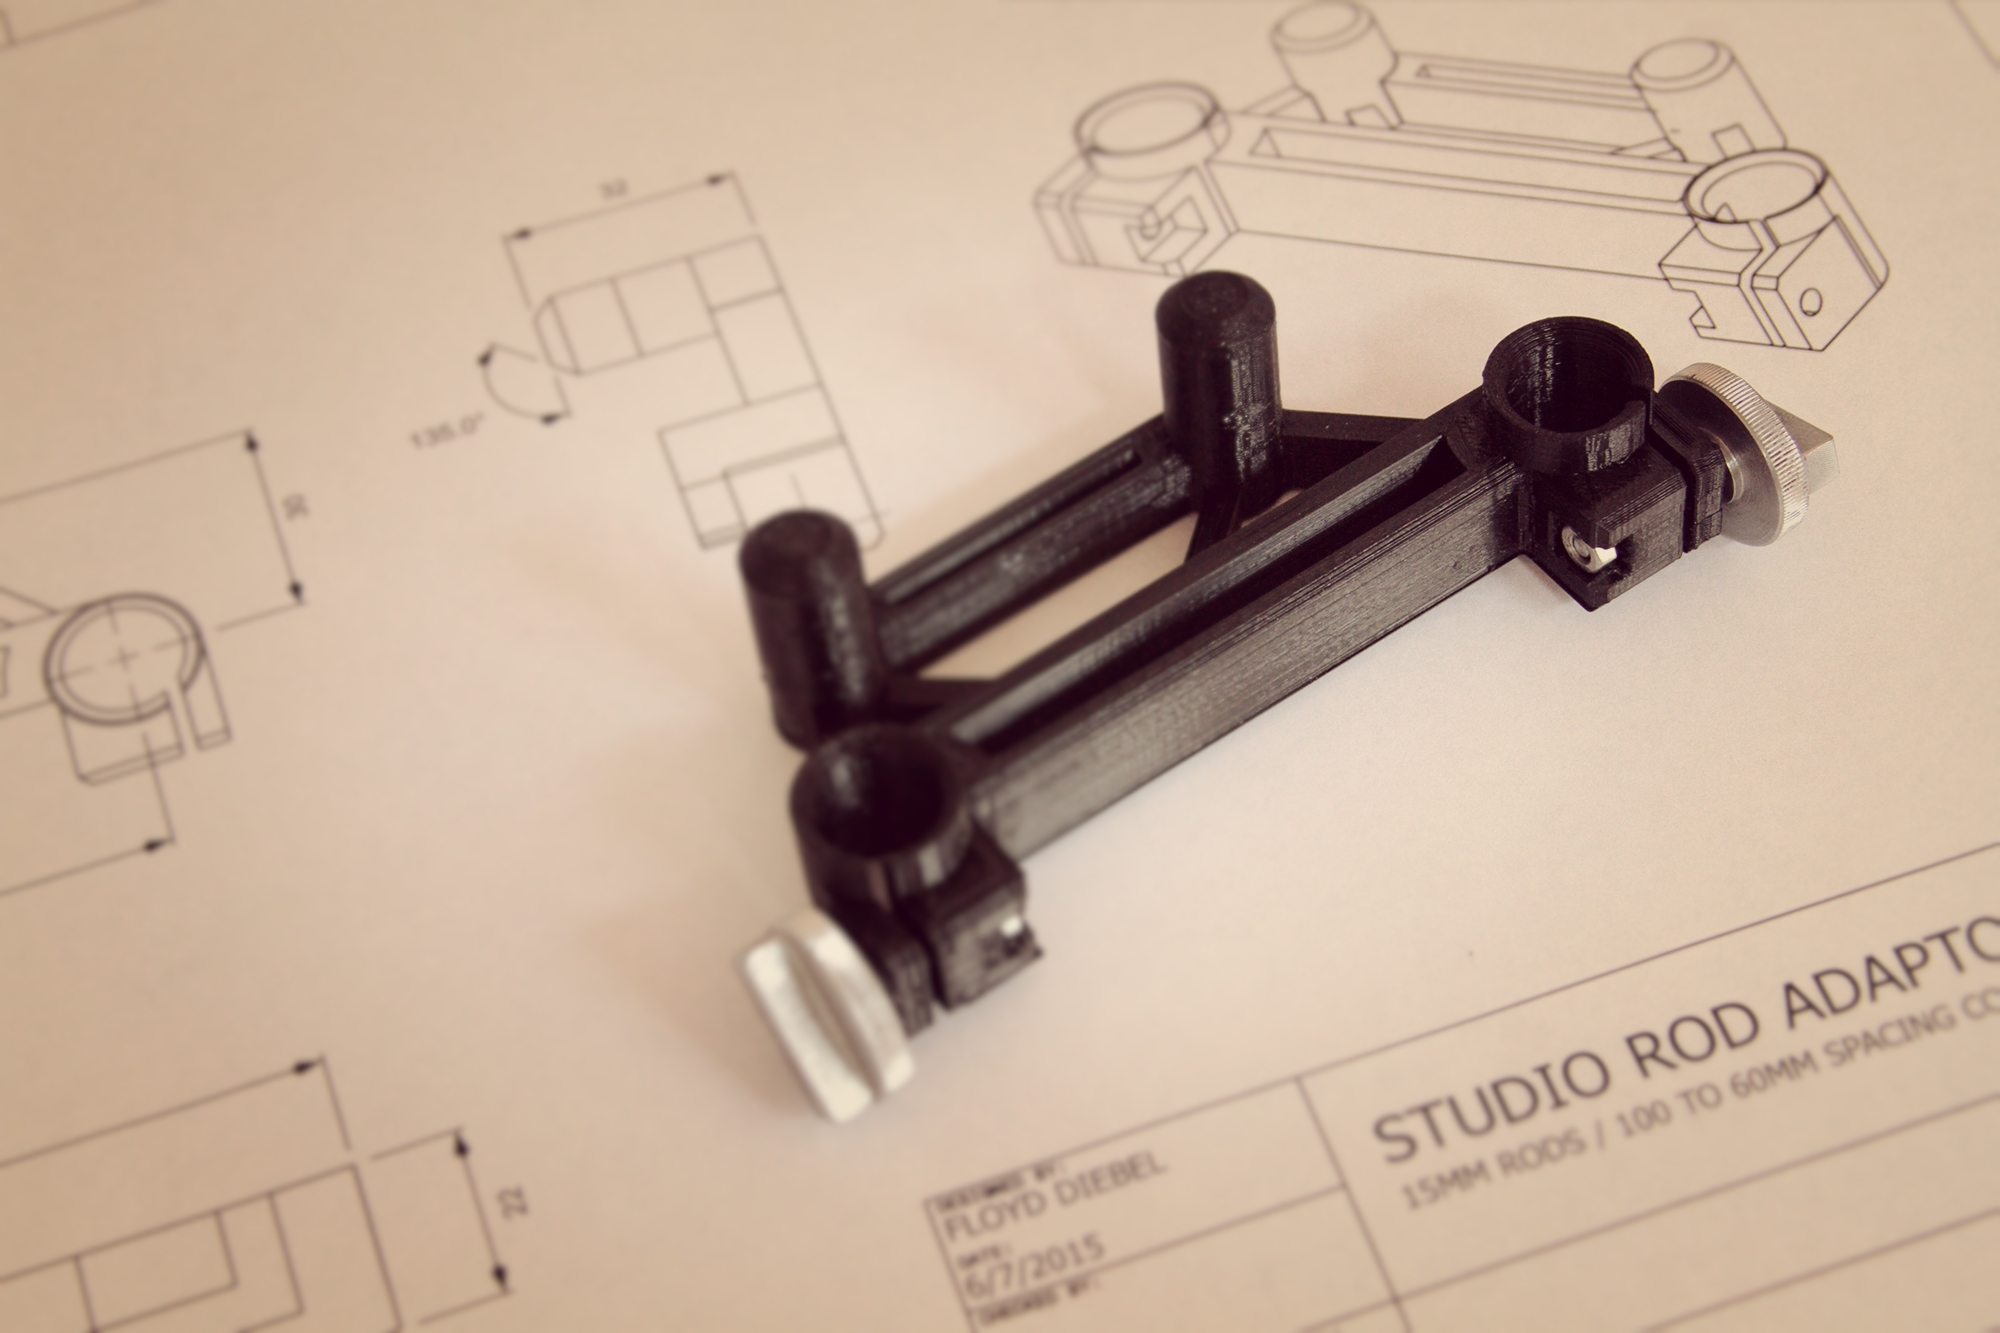 32
135.0°
22
STUDIO ROD ADAPTO
15MM RODS / 100 TO 60MM SPACING CO
DESIGNED BY:
FLOYD DIEBEL
DATE:
6/7/2015
CHECKED BY: